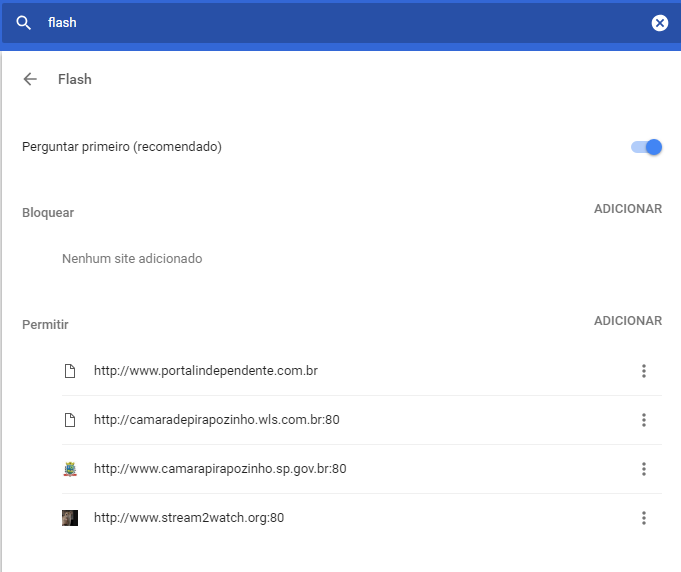 flash
Flash
Perguntar primeiro (recomendado)
Bloquear
ADICIONAR
Nenhum site adicionado
Permitir
ADICIONAR
http://www.portalindependente.com.br
http://camaradepirapozinho.wls.com.br:80
http://www.camarapirapozinho.sp.gov.br:80
http://www.stream2watch.org:80